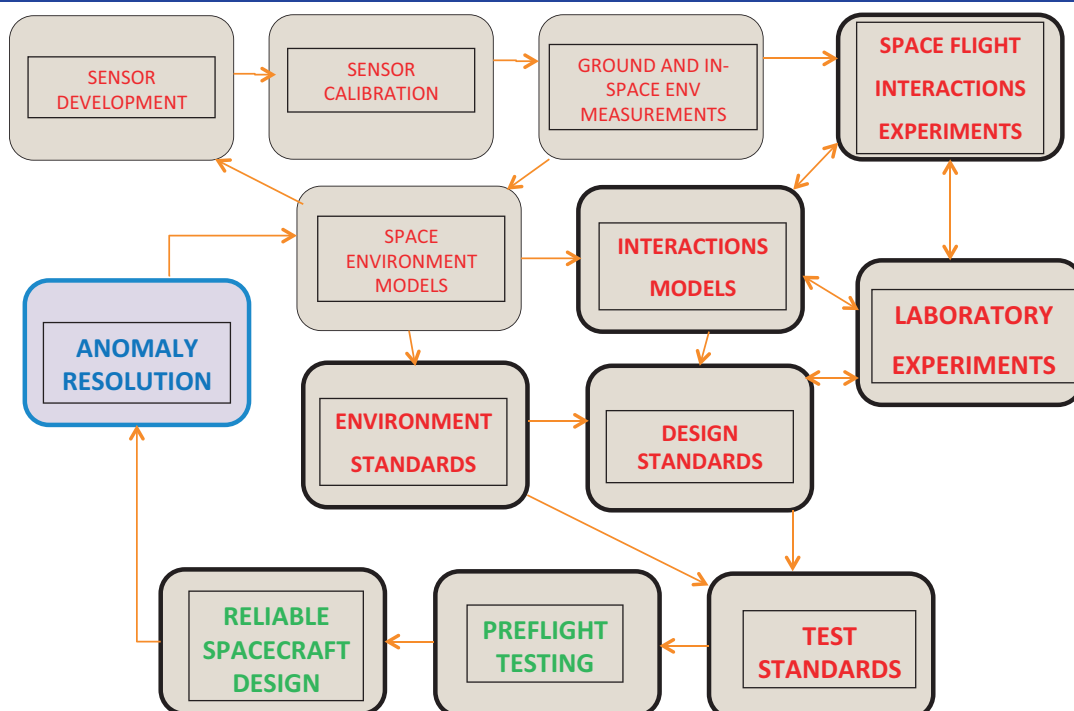 SENSOR
DEVELOPMENT
SENSOR
CALIBRATION
GROUND AND IN-
SPACE ENV
MEASUREMENTS
SPACE FLIGHT
INTERACTIONS
EXPERIMENTS
SPACE
ENVIRONMENT
MODELS
INTERACTIONS
MODELS
LABORATORY
EXPERIMENTS
ANOMALY
RESOLUTION
ENVIRONMENT
STANDARDS
DESIGN
STANDARDS
RELIABLE
SPACECRAFT
DESIGN
PREFLIGHT
TESTING
TEST
STANDARDS